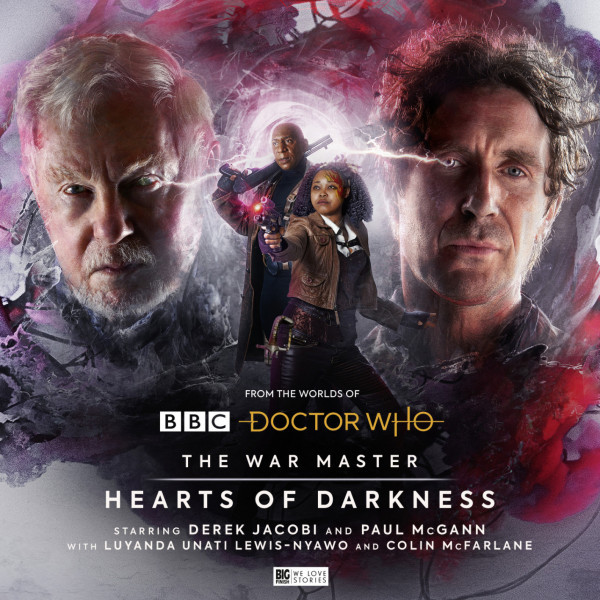 FROM THE WORLDS OF
BBC DOCTOR WHO
THE WAR MASTER
HEARTS OF DARKNESS
STARRING DEREK JACOBI AND PAUL McGANN
WITH LUYANDA UNATI LEWIS-NYAWO AND COLIN McFARLANE
BIG FINISH WE LOVE STORIES